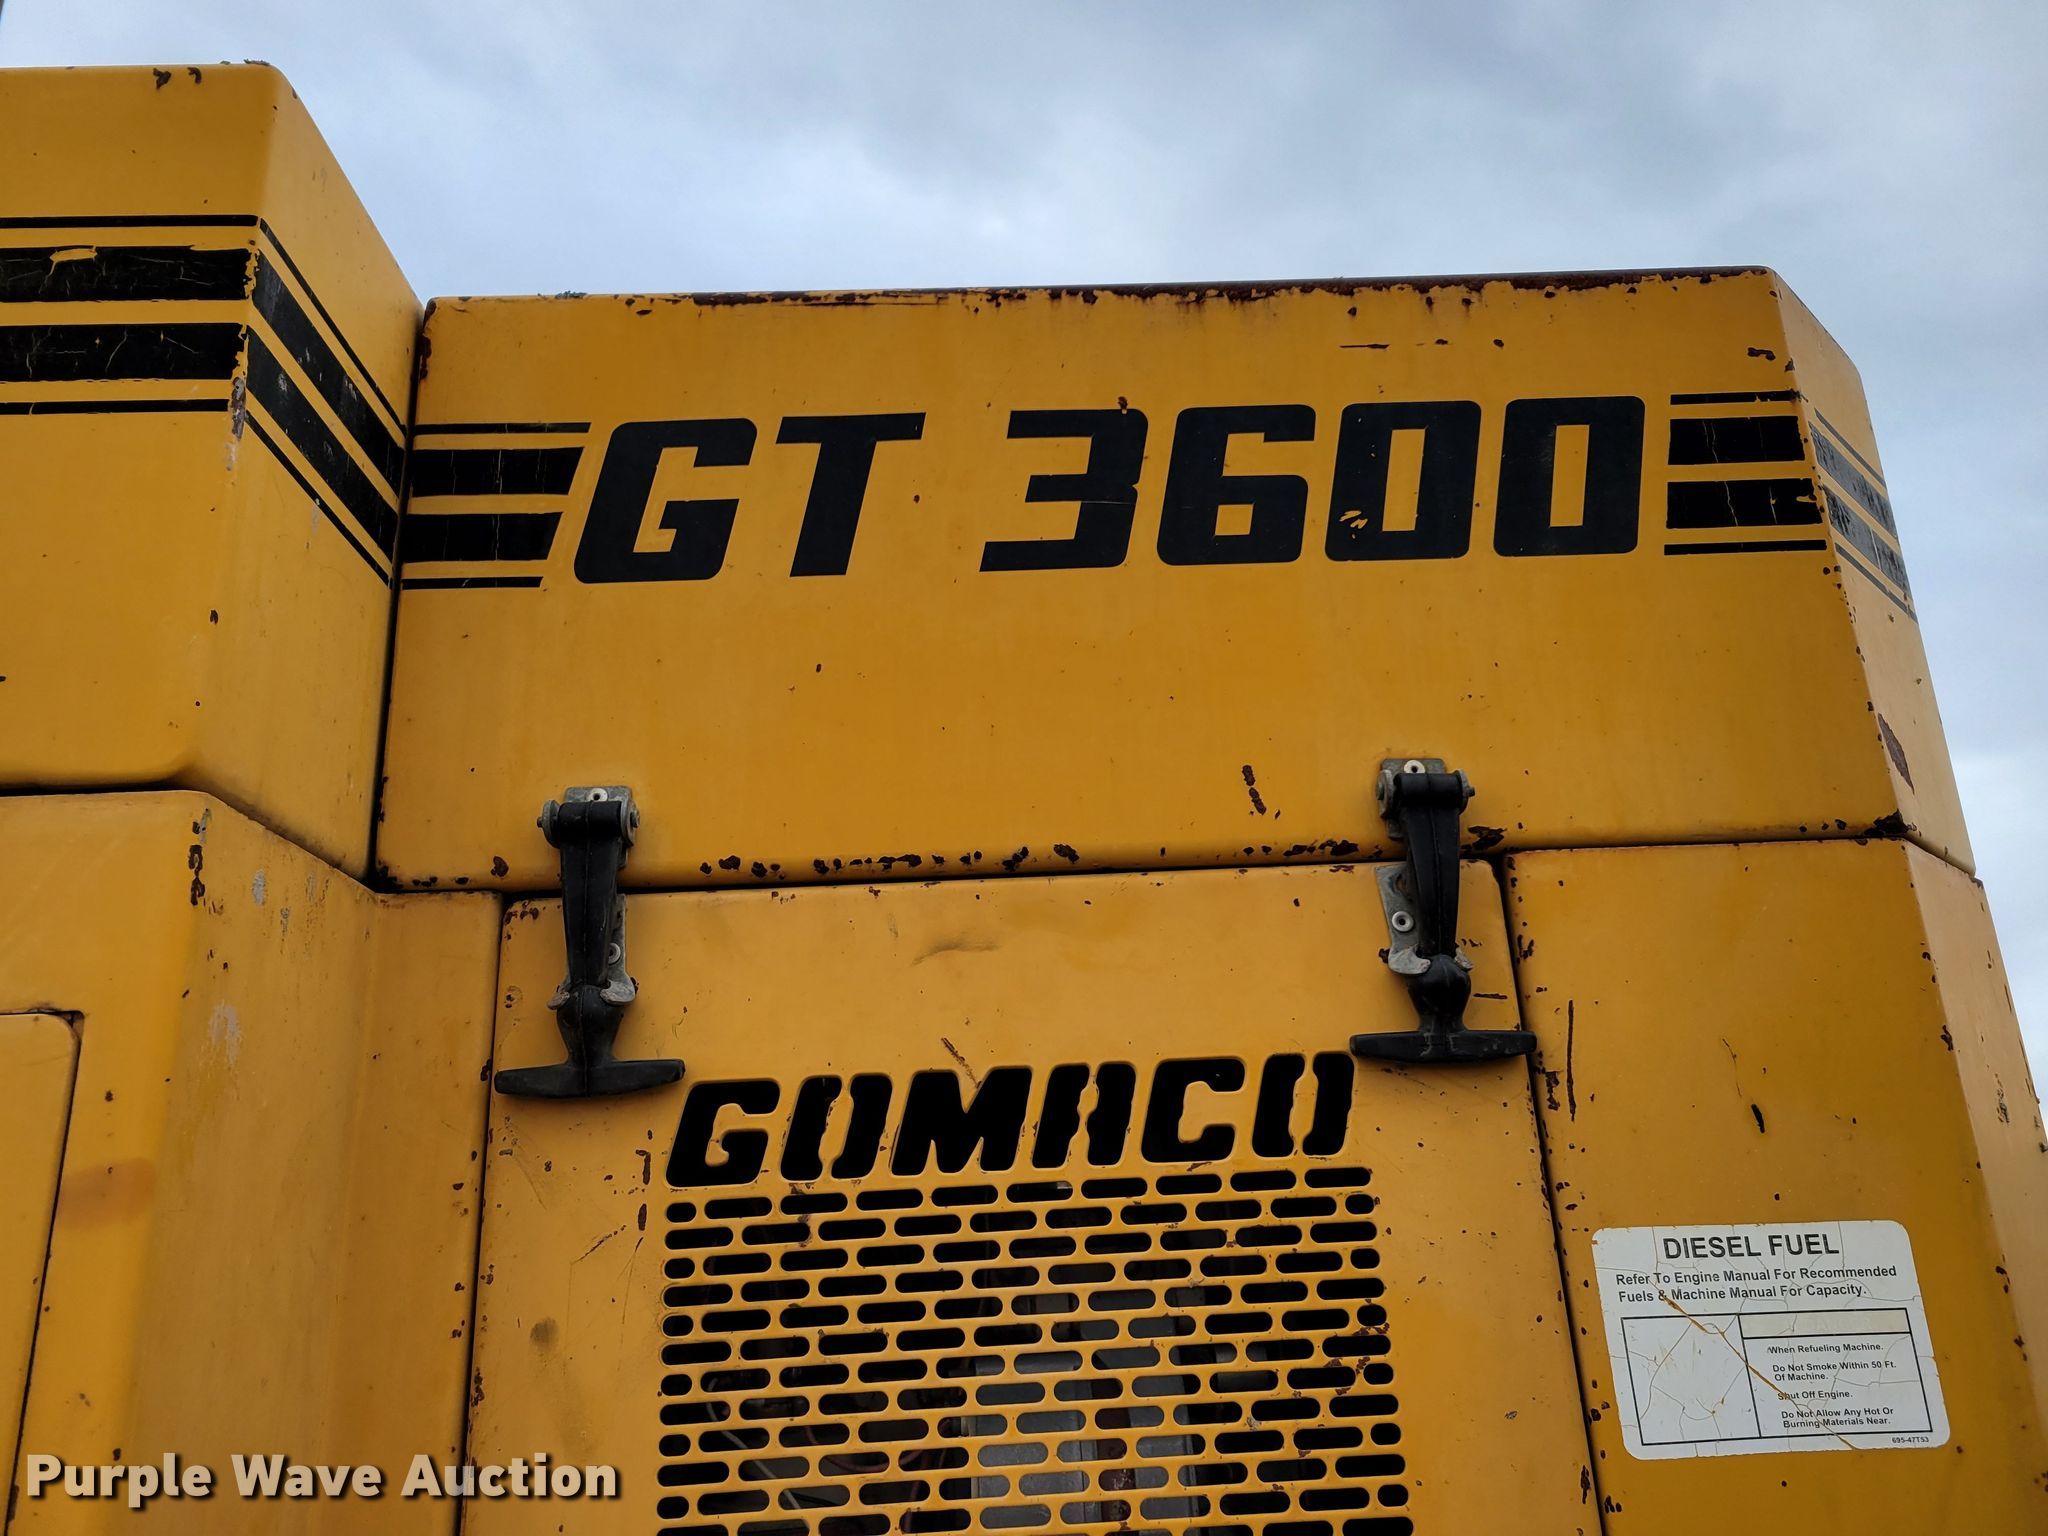 GT 3600
GOMACO
DIESEL FUEL
Refer To Engine Manual For Recommended
Fuels & Machine Manual For Capacity.
When Refueling Machine.
Do Not Smoke Within 50 Ft.
Of Machine.
Shut Off Engine.
Do Not Allow Any Hot Or
Burning Materials Near.
695-47T53
Purple Wave Auction